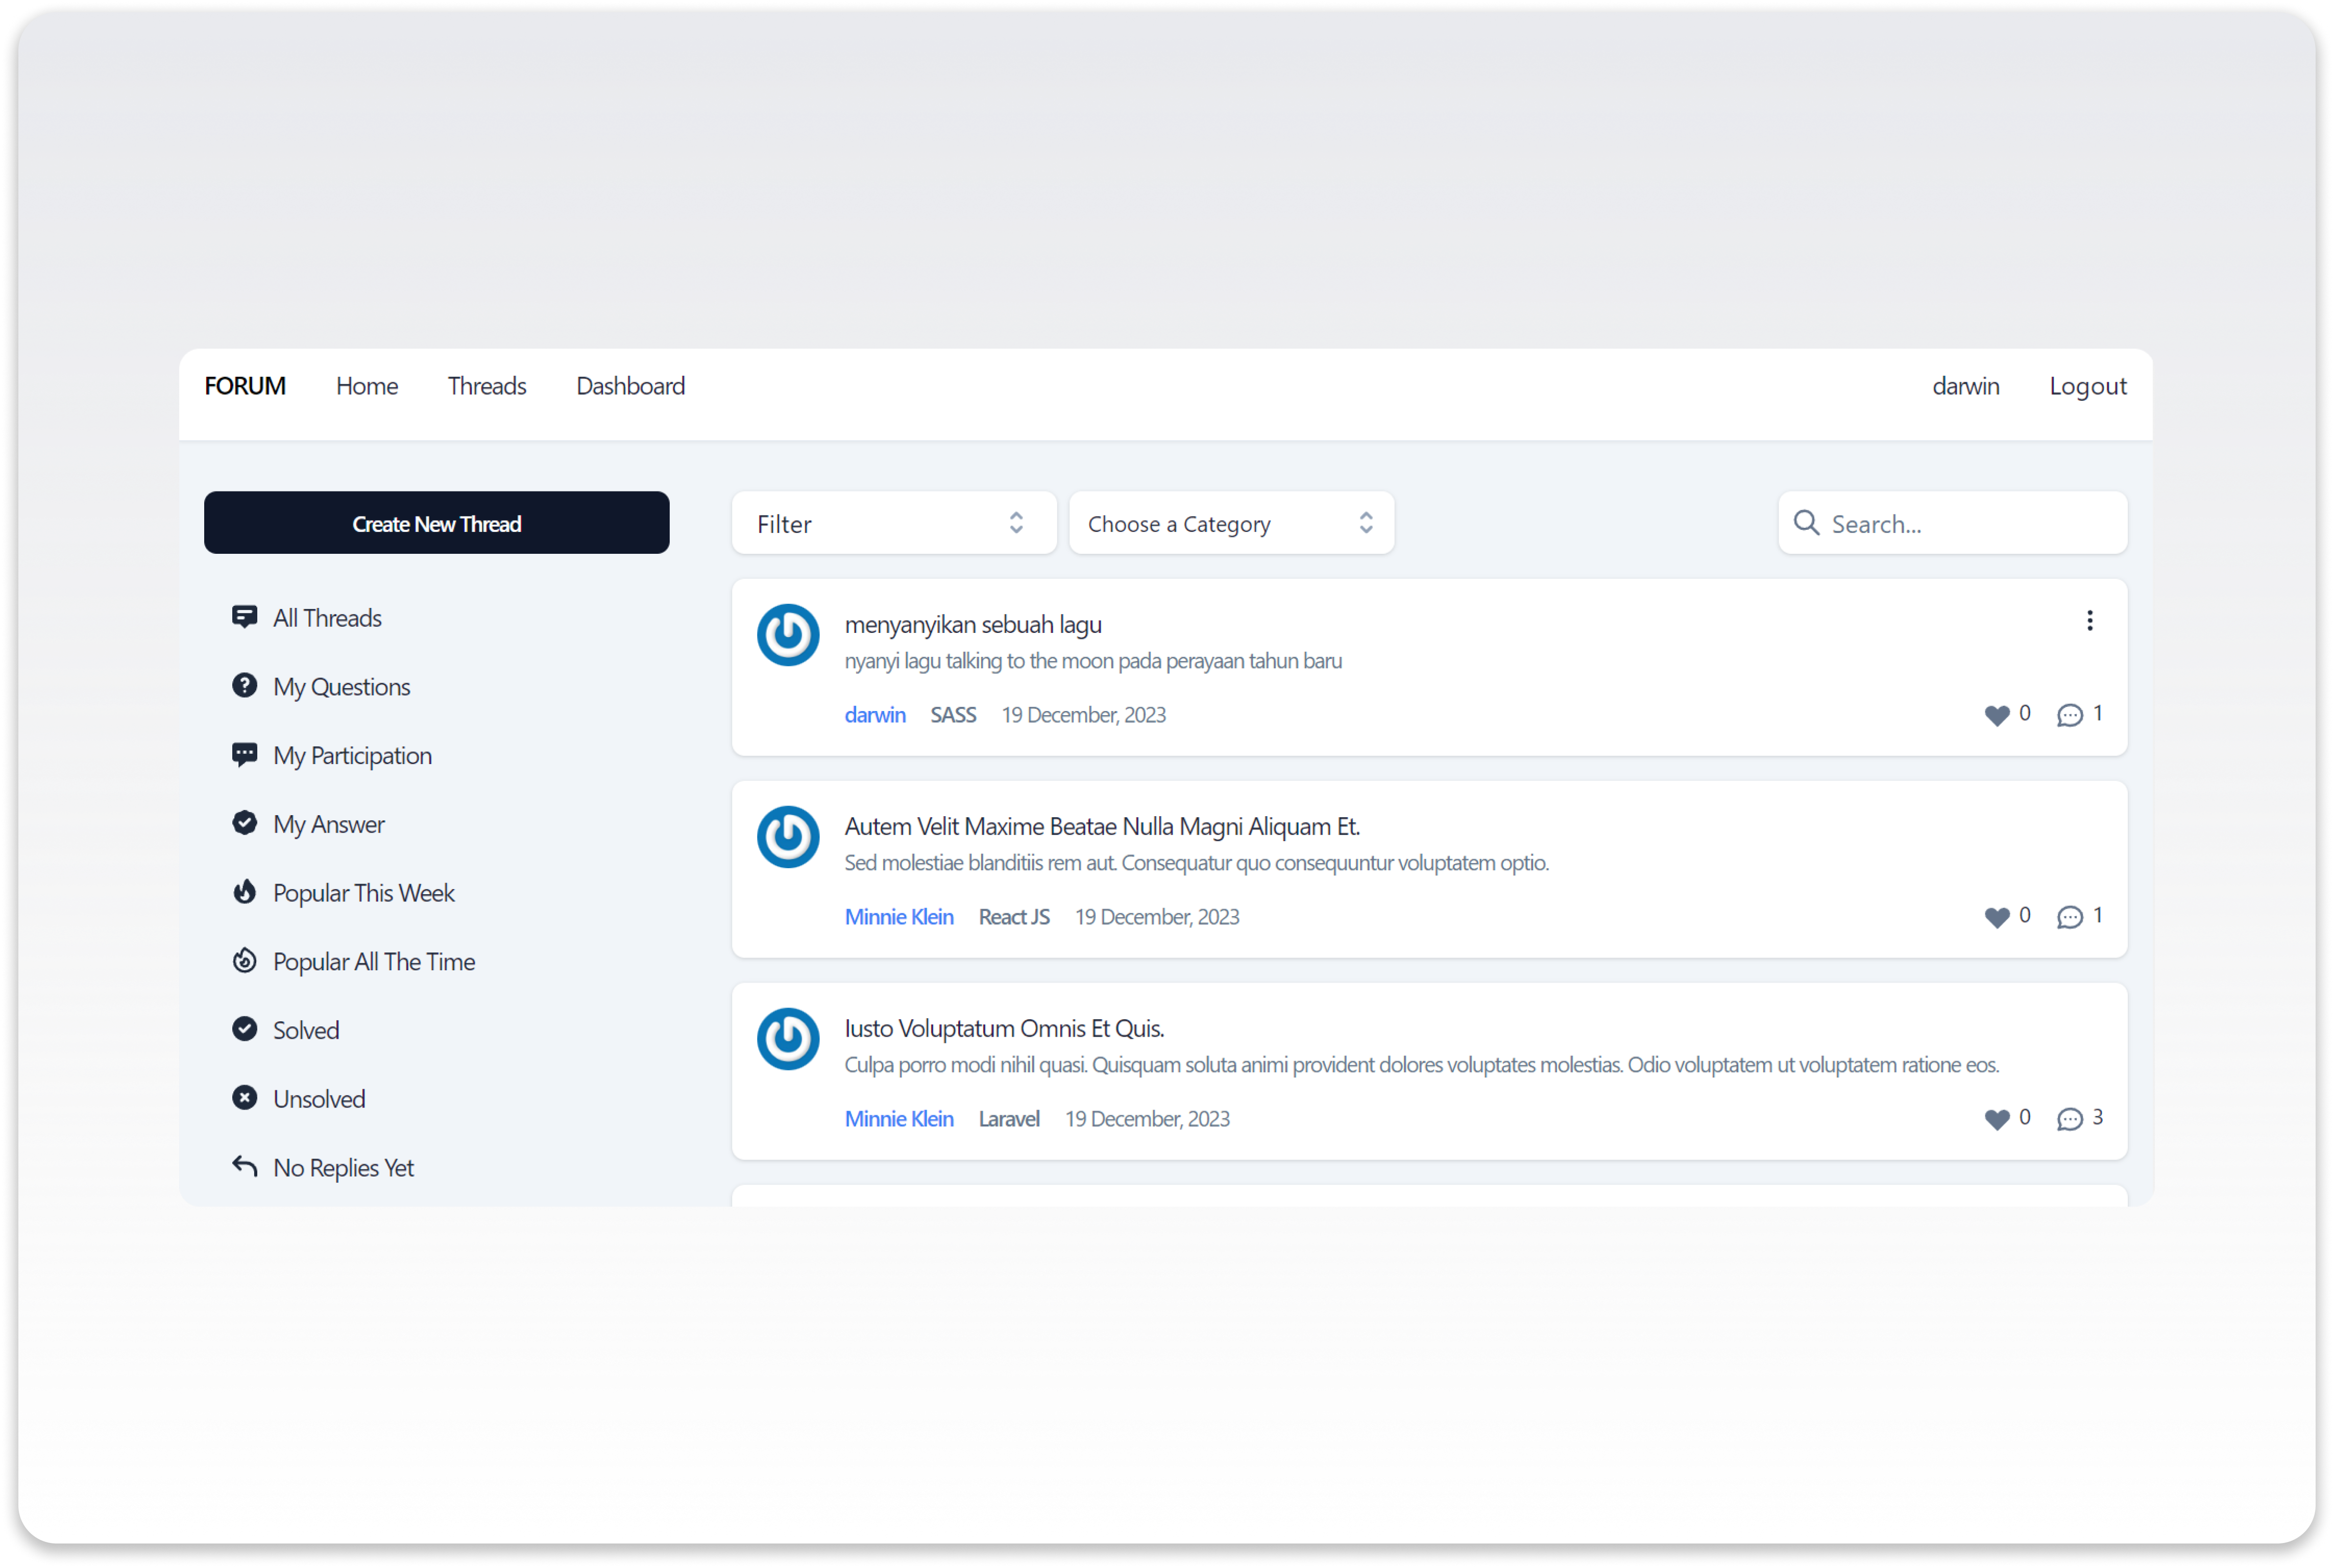 FORUM Home Threads Dashboard darwin Logout
Create New Thread
All Threads
My Questions
My Participation
My Answer
Popular This Week
Popular All The Time
Solved
Unsolved
No Replies Yet
Filter Choose a Category Search...
menyanyikan sebuah lagu
nyanyi lagu talking to the moon pada perayaan tahun baru
darwin SASS 19 December, 2023 0 1
Autem Velit Maxime Beatae Nulla Magni Aliquam Et.
Sed molestiae blanditiis rem aut. Consequatur quo consequuntur voluptatem optio.
Minnie Klein React JS 19 December, 2023 0 1
Iusto Voluptatum Omnis Et Quis.
Culpa porro modi nihil quasi. Quisquam soluta animi provident dolores voluptates molestias. Odio voluptatem ut voluptatem ratione eos.
Minnie Klein Laravel 19 December, 2023 0 3